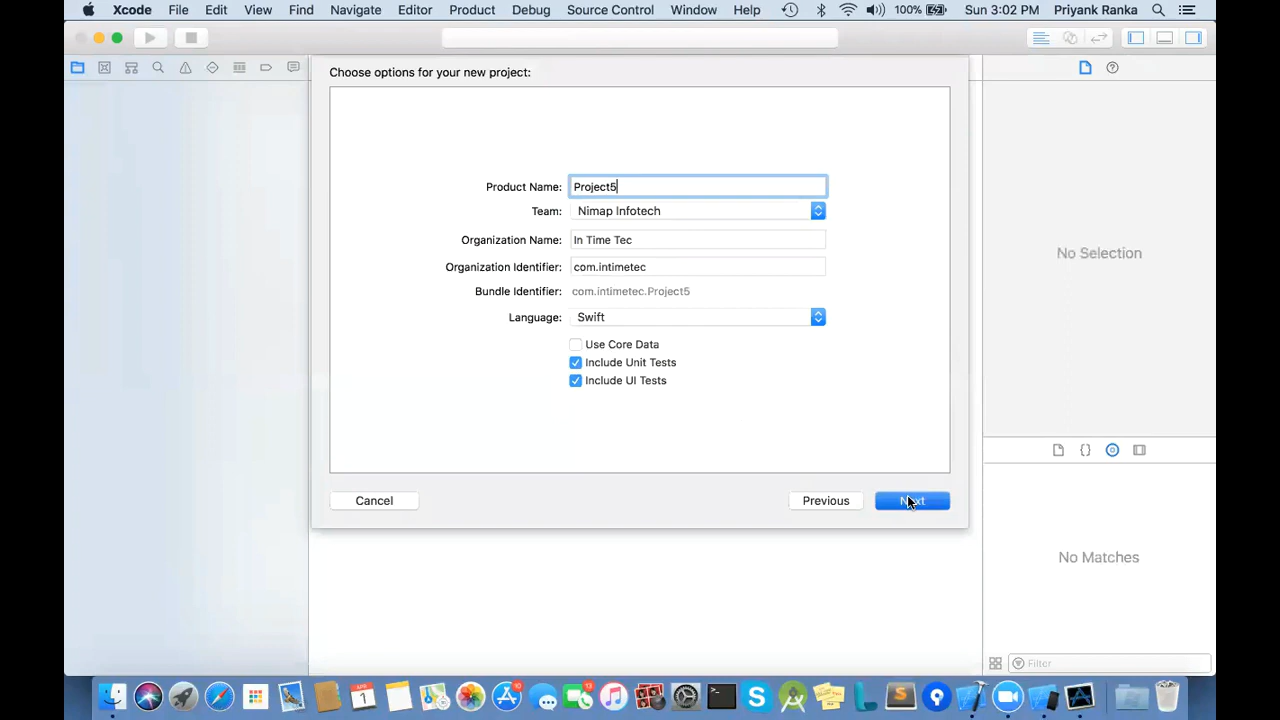 Xcode File Edit View Find Navigate Editor Product Debug Source Control Window Help 100% Sun 3:02 PM Priyank Ranka
Choose options for your new project:
Product Name: Project5
Team: Nimap Infotech
Organization Name: In Time Tec
Organization Identifier: com.intimetec
Bundle Identifier: com.intimetec.Project5
Language: Swift
Use Core Data
Include Unit Tests
Include UI Tests
Cancel Previous Next
No Selection
No Matches
Filter